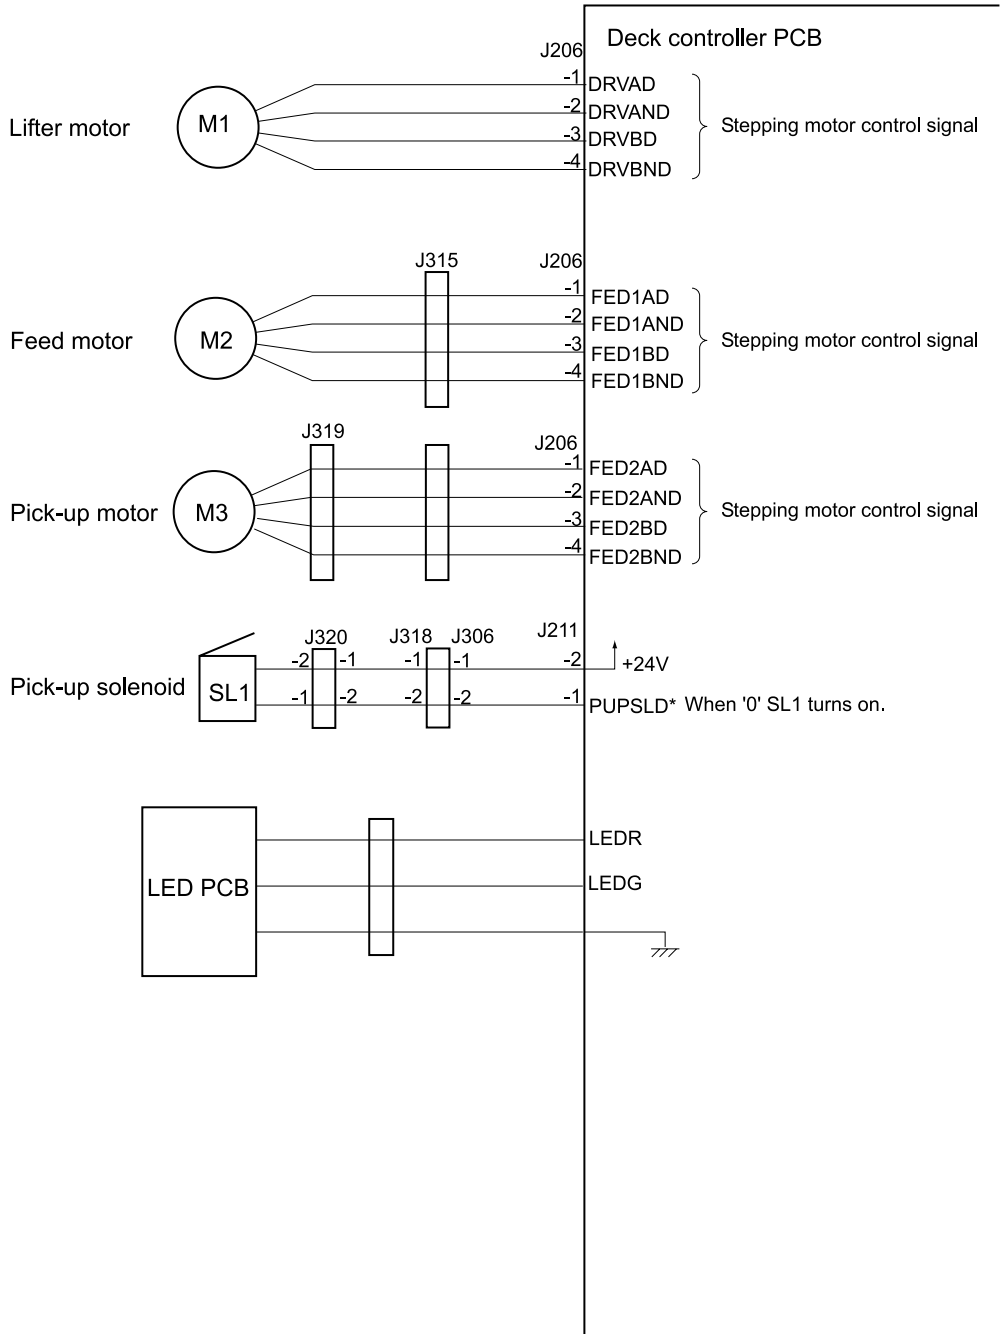 Deck controller PCB
J206
Lifter motor
M1
-1 DRVAD
-2 DRVAND
-3 DRVBD
-4 DRVBND
Stepping motor control signal
J315
J206
Feed motor
M2
-1 FED1AD
-2 FED1AND
-3 FED1BD
-4 FED1BND
Stepping motor control signal
J319
J206
Pick-up motor
M3
-1 FED2AD
-2 FED2AND
-3 FED2BD
-4 FED2BND
Stepping motor control signal
J320
J318 J306
J211
Pick-up solenoid
SL1
-2 -1 -1 -1 -2 +24V
-1 -2 -2 -2 -1 PUPSLD* When '0' SL1 turns on.
LED PCB
LEDR
LEDG